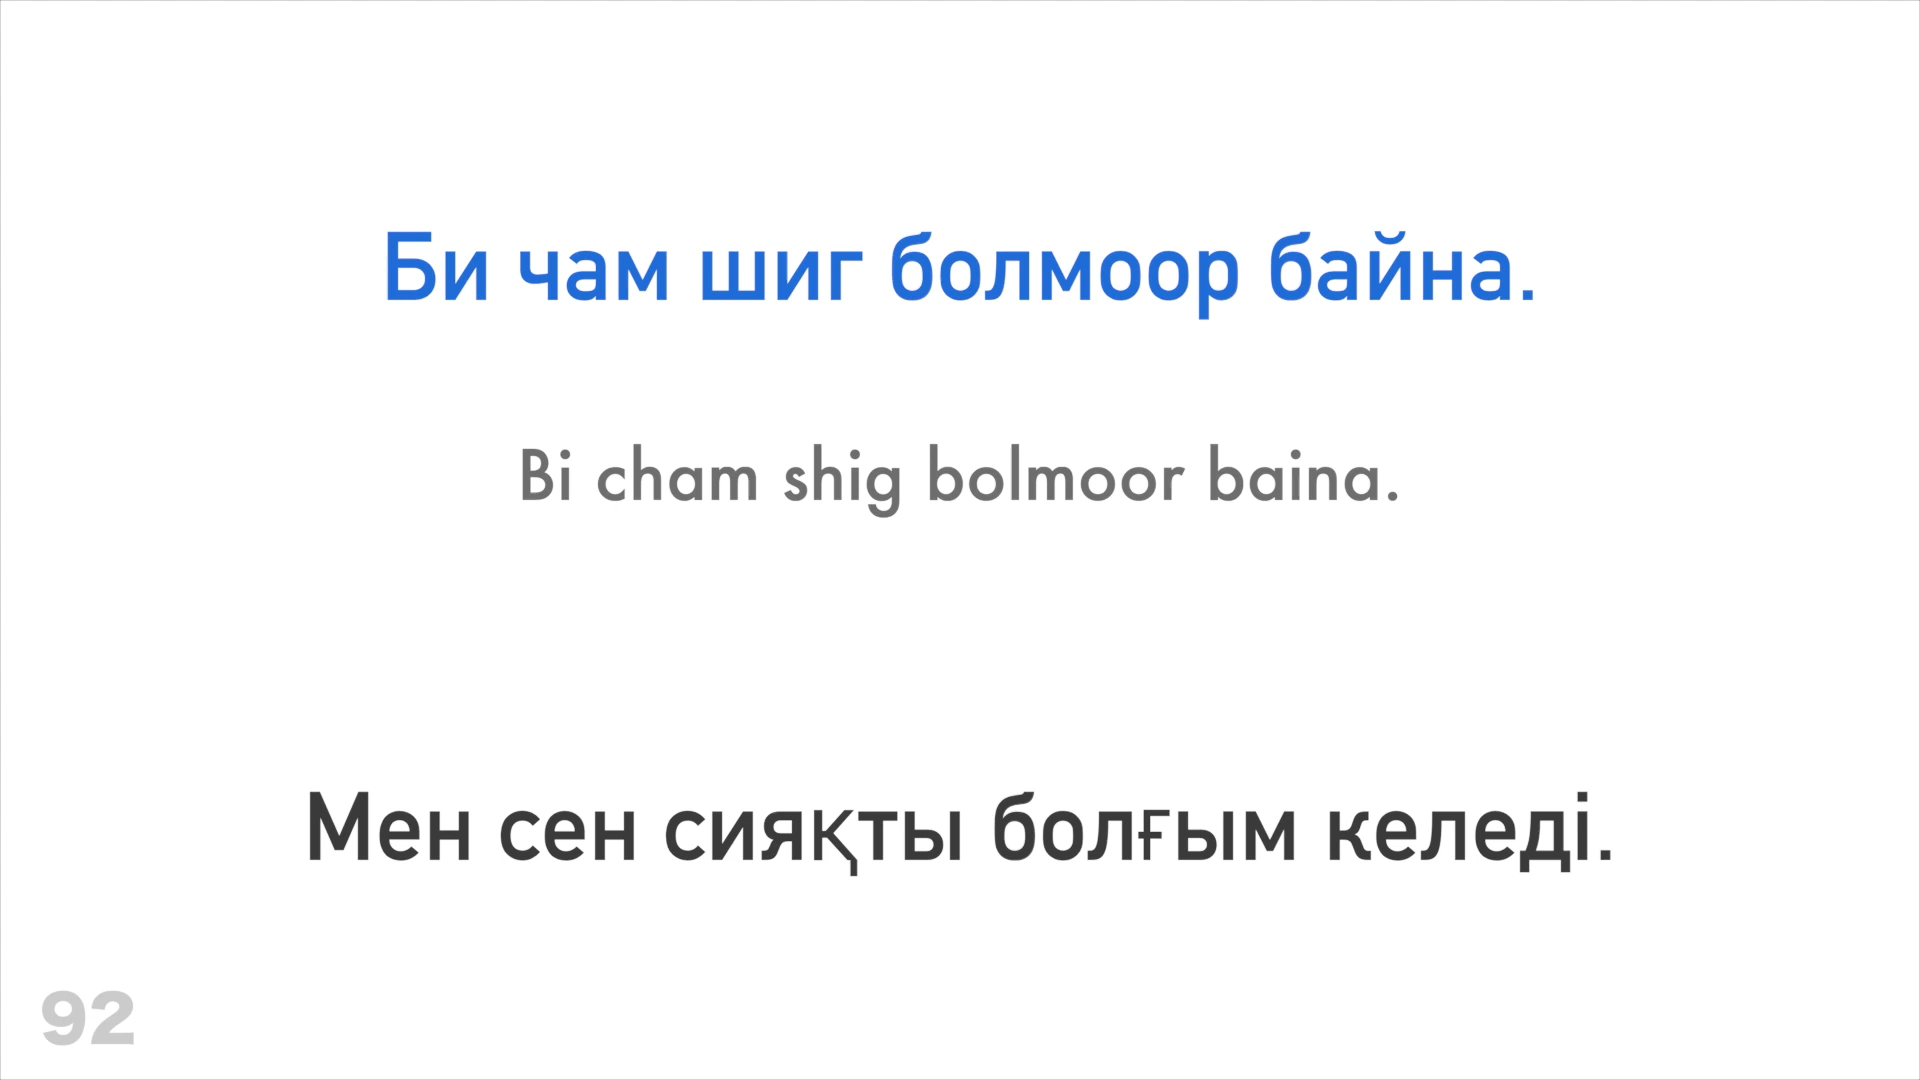 Би чам шиг болмоор байна.
Bi cham shig bolmoor baina.
Мен сен сияқты болғым келеді.
92